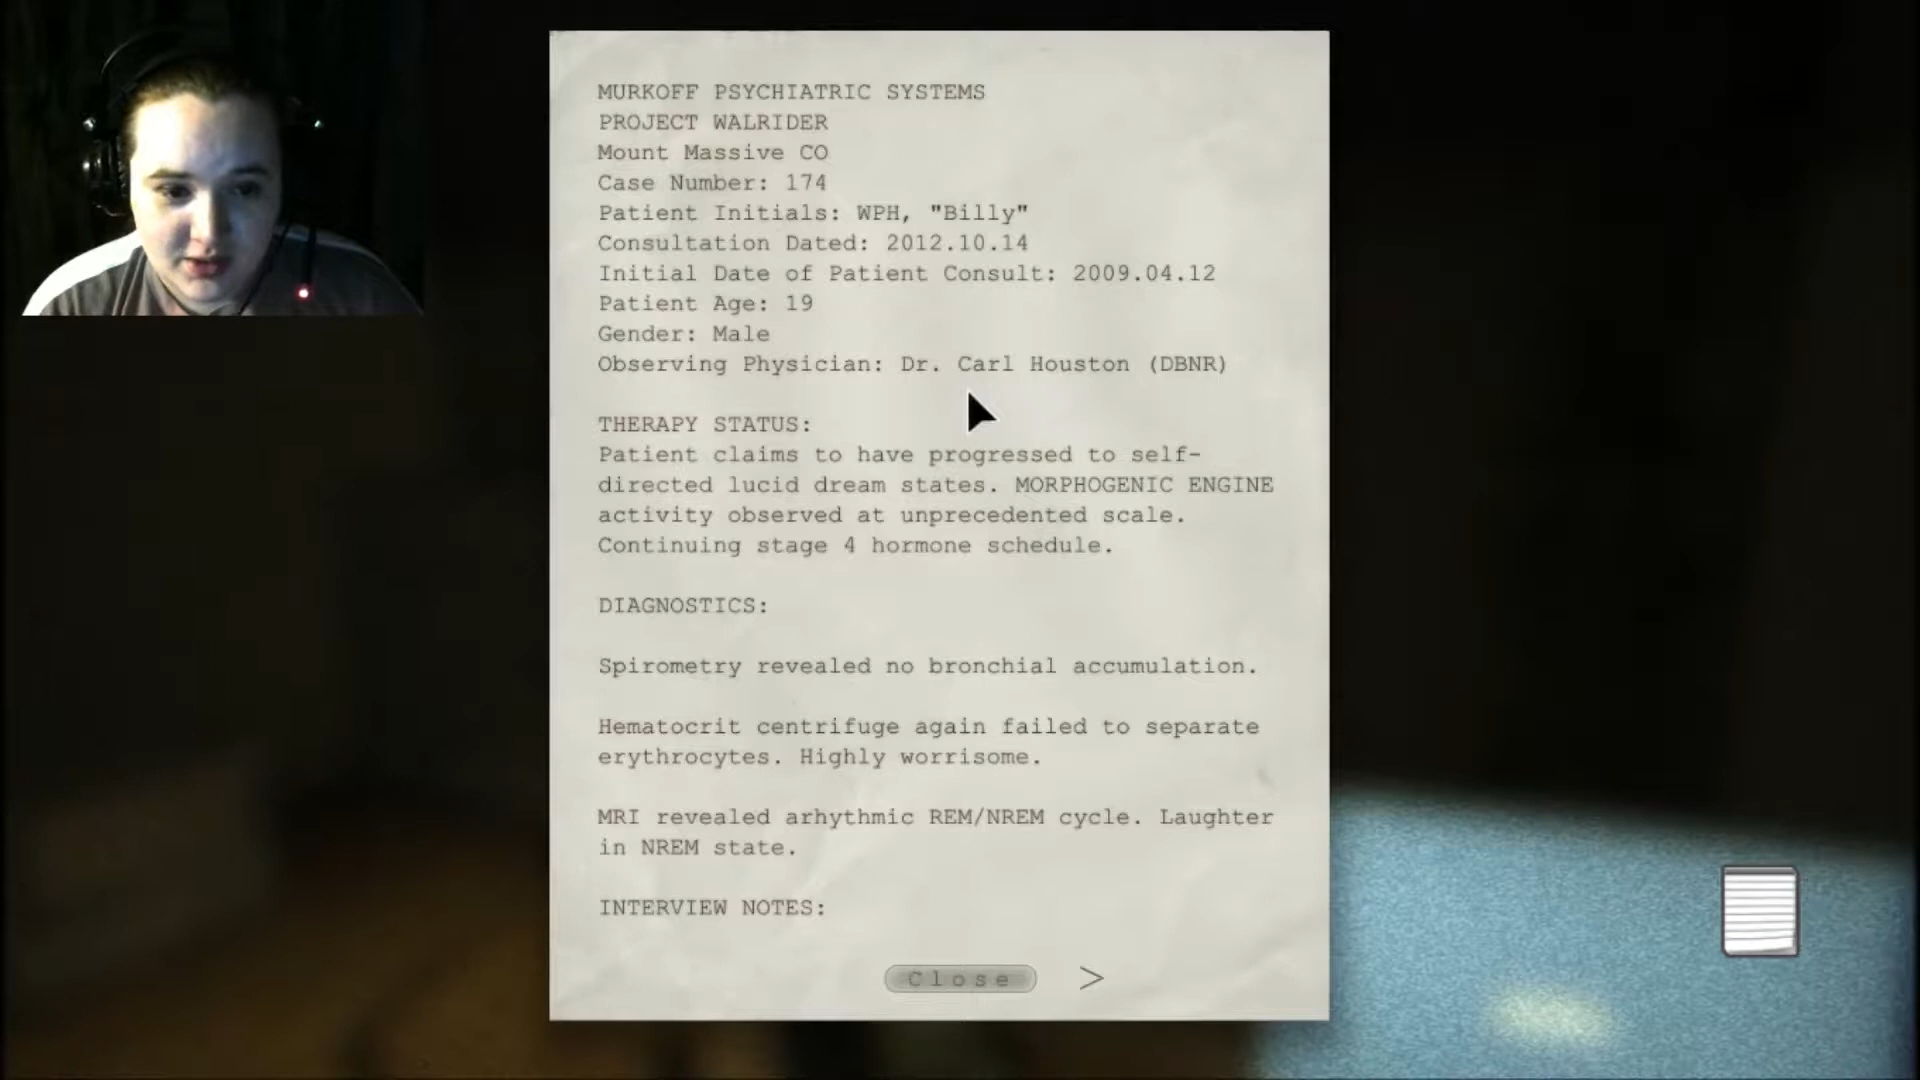 MURKOFF PSYCHIATRIC SYSTEMS
PROJECT WALRIDER
Mount Massive CO
Case Number: 174
Patient Initials: WPH, "Billy"
Consultation Dated: 2012.10.14
Initial Date of Patient Consult: 2009.04.12
Patient Age: 19
Gender: Male
Observing Physician: Dr. Carl Houston (DBNR)
THERAPY STATUS:
Patient claims to have progressed to self-
directed lucid dream states. MORPHOGENIC ENGINE
activity observed at unprecedented scale.
Continuing stage 4 hormone schedule.
DIAGNOSTICS:
Spirometry revealed no bronchial accumulation.
Hematocrit centrifuge again failed to separate
erythrocytes. Highly worrisome.
MRI revealed arhythmic REM/NREM cycle. Laughter
in NREM state.
INTERVIEW NOTES:
Close >